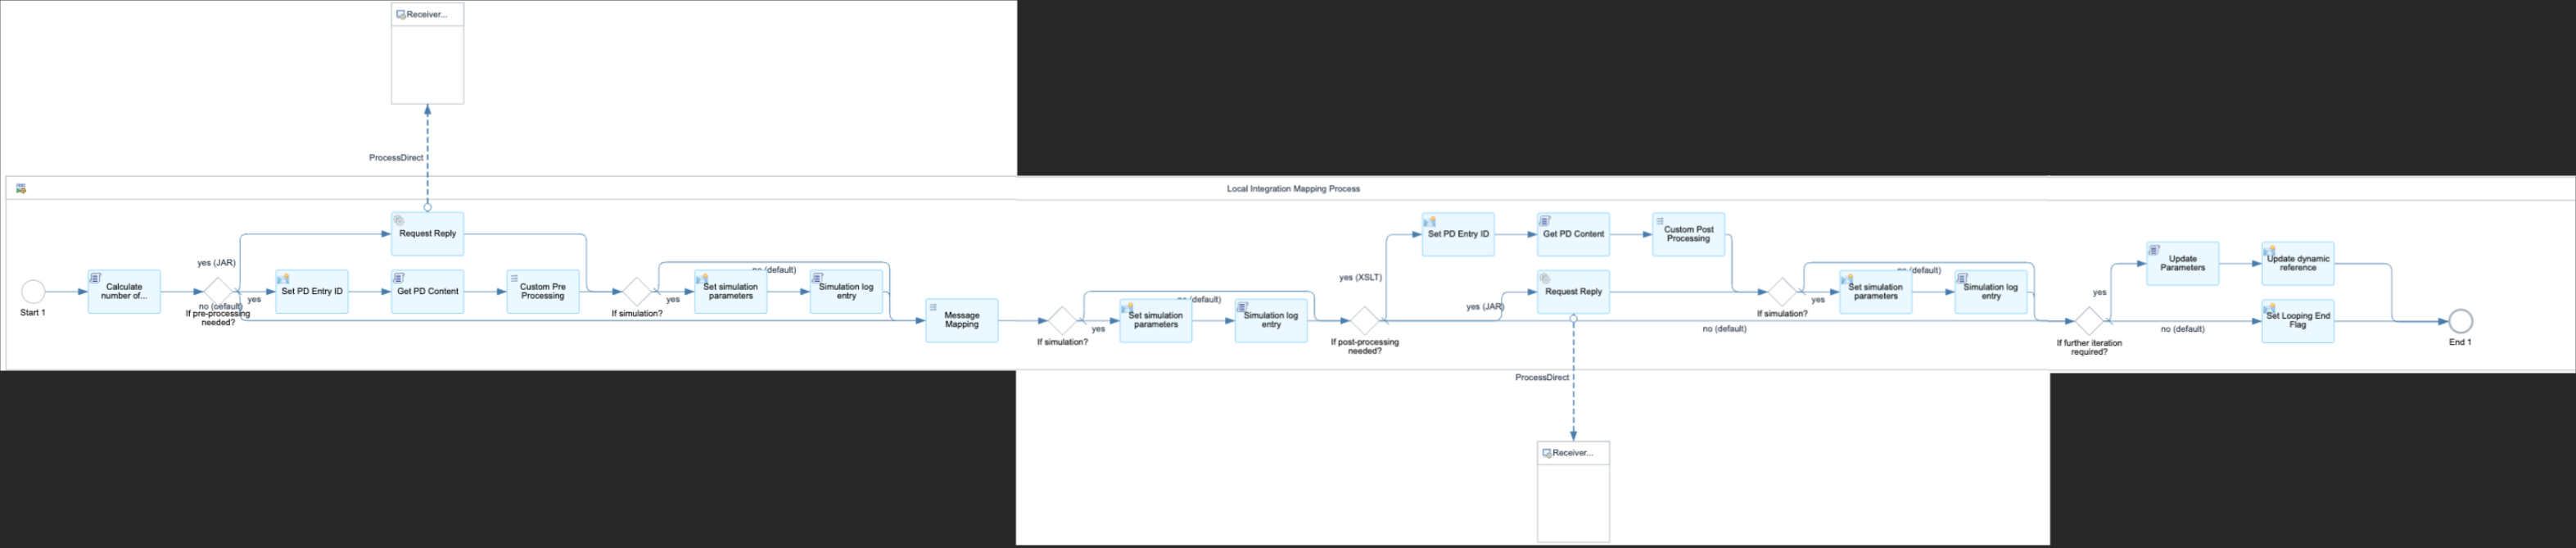 Receiver...
ProcessDirect
Local Integration Mapping Process
Start 1
Calculate
number of...
yes (JAR)
Request Reply
yes
no (default)
If pre-processing
needed?
Set PD Entry ID
Get PD Content
Custom Pre
Processing
If simulation?
no (default)
yes
Set simulation
parameters
Simulation log
entry
Message
Mapping
If simulation?
no (default)
yes
Set simulation
parameters
Simulation log
entry
If post-processing
needed?
yes (XSLT)
Set PD Entry ID
Get PD Content
Custom Post
Processing
yes (JAR)
Request Reply
no (default)
ProcessDirect
Receiver...
If simulation?
no (default)
yes
Set simulation
parameters
Simulation log
entry
If further iteration
required?
yes
Update
Parameters
Update dynamic
reference
no (default)
Set Looping End
Flag
End 1